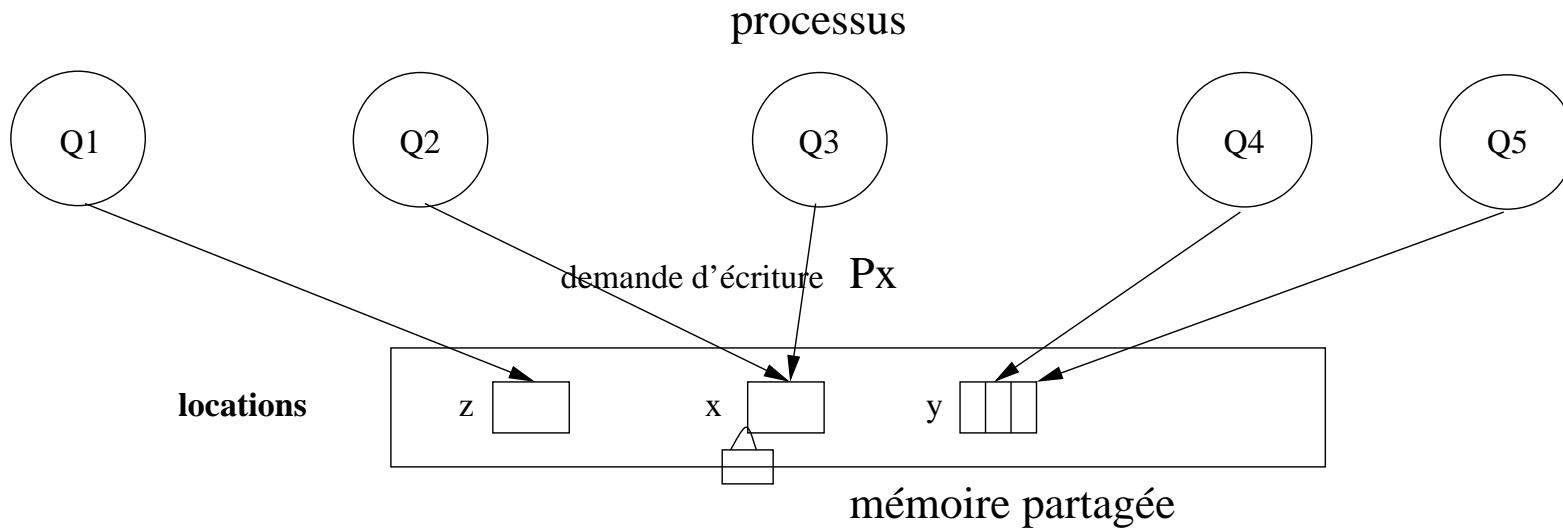 processus
Q1 Q2 Q3 Q4 Q5
demande d’écriture Px
locations z x y
mémoire partagée